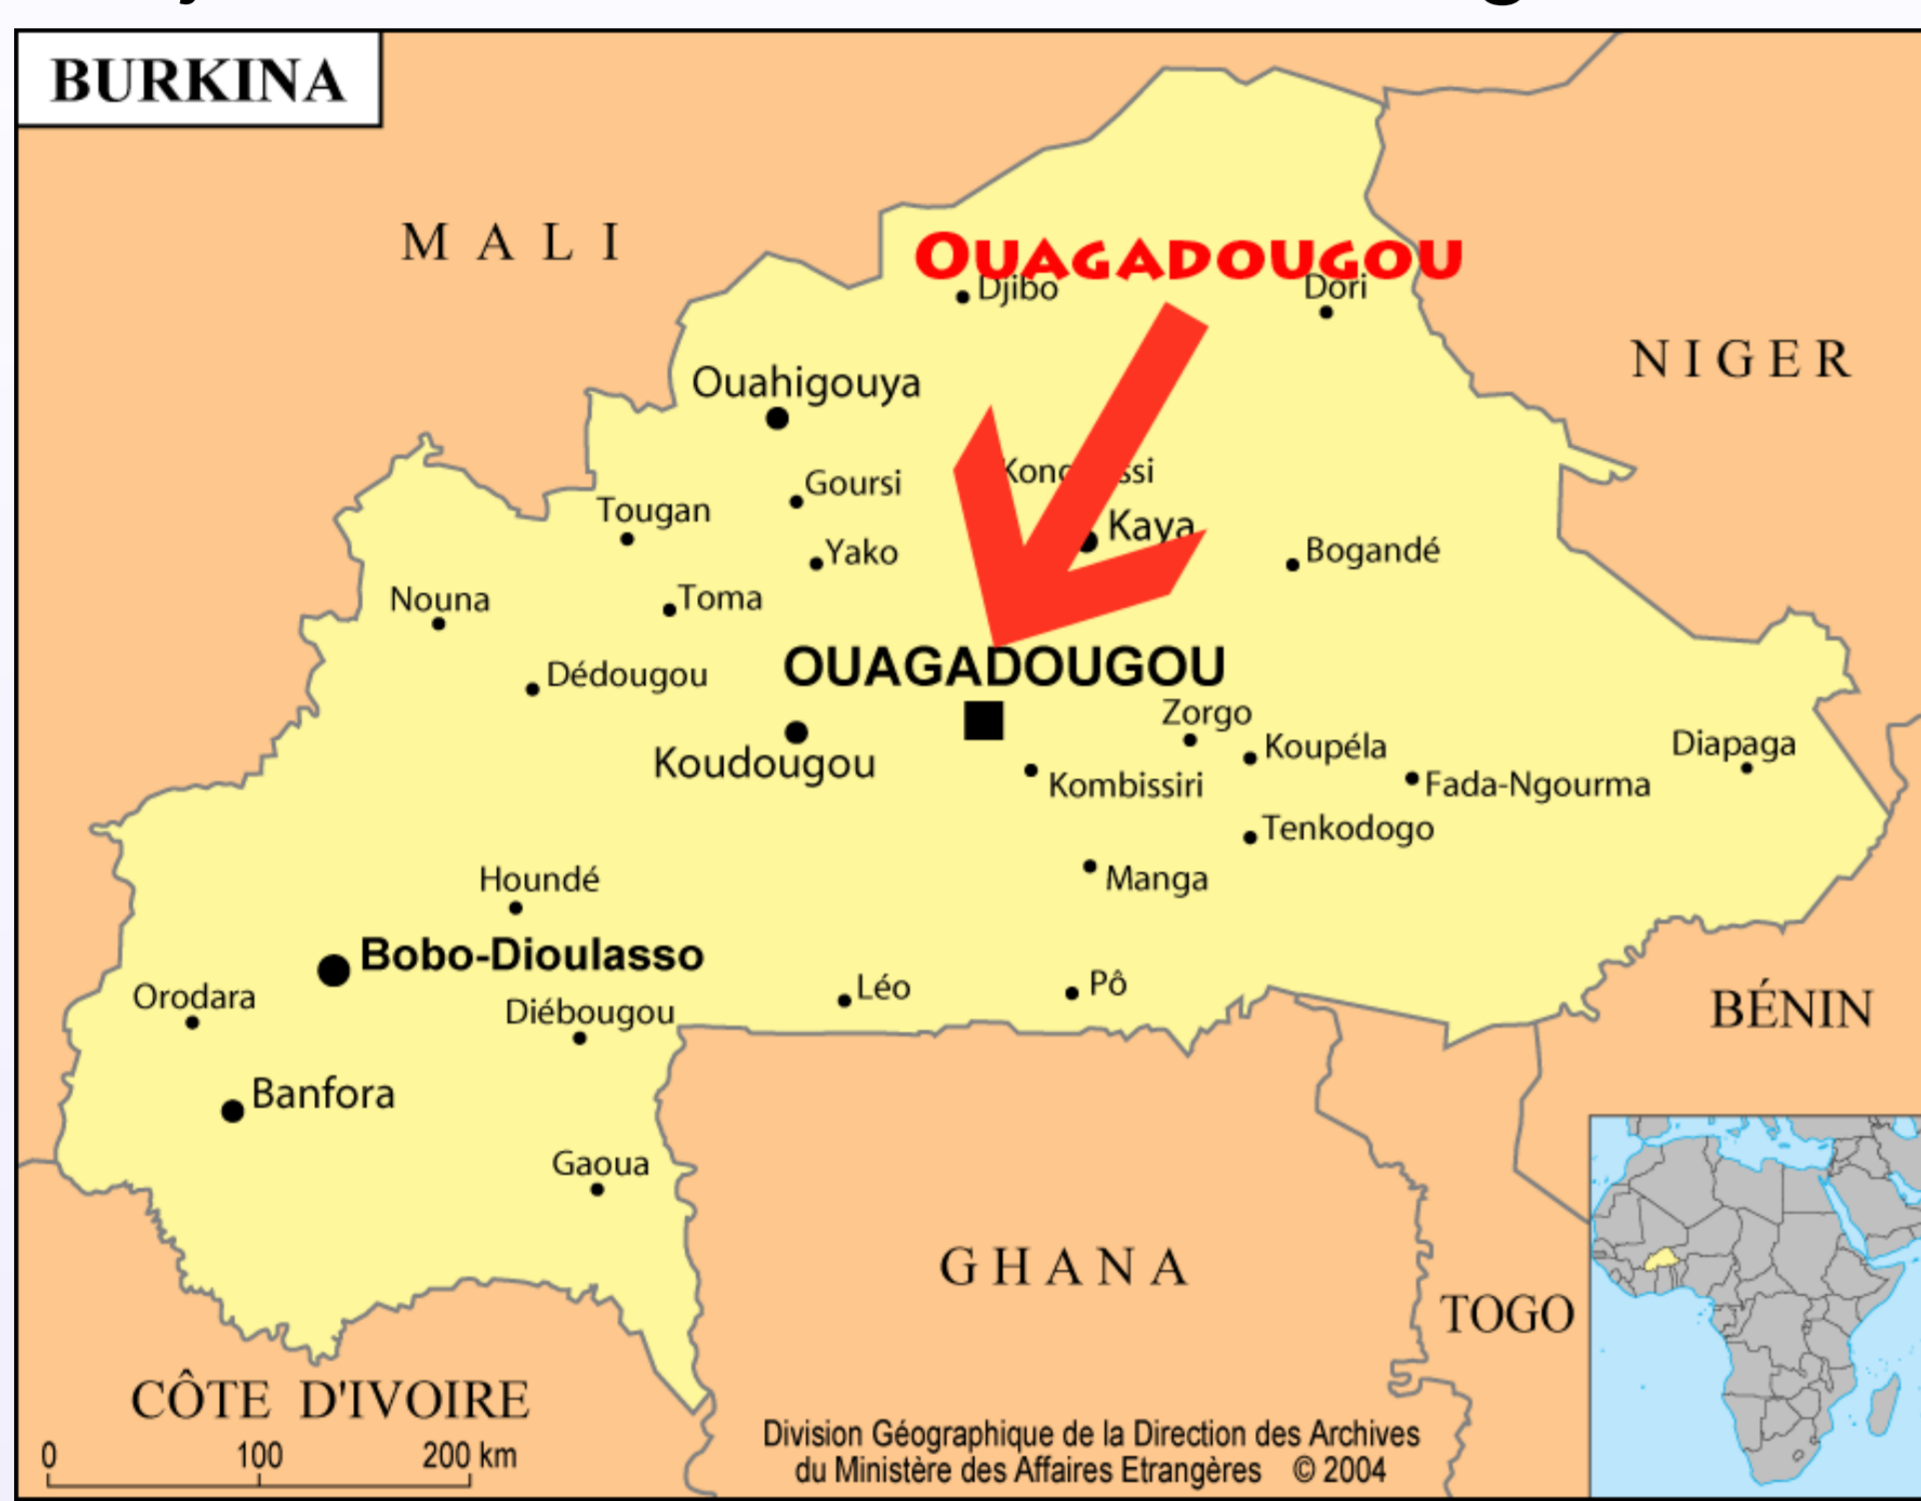 BURKINA
MALI
OUAGADOUGOU
Djibo
Dori
NIGER
Ouahigouya
Goursi
Tougan
Kaya
Yako
Bogandé
Nouna
Toma
OUAGADOUGOU
Dédougou
Zorgo
Koupéla
Diapaga
Koudougou
Kombissiri
Fada-Ngourma
Tenkodogo
Houndé
Manga
Bobo-Dioulasso
Orodara
Léo
Pô
Diébougou
BÉNIN
Banfora
Gaoua
GHANA
TOGO
CÔTE D'IVOIRE
0 100 200 km
Division Géographique de la Direction des Archives
du Ministère des Affaires Etrangères © 2004